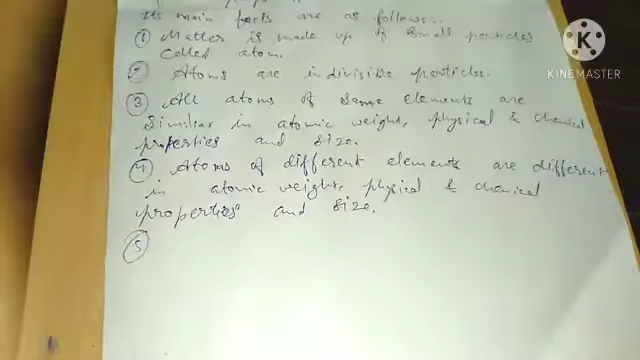 Its main parts are as follows:-
① Matter is made up of small particles
called atom.
② Atoms are indivisible particles.
③ All atoms of same elements are
Similiar in atomic weight, physical & chemical
properties and size.
④ Atoms of different elements are different
in atomic weight, physical & chemical
properties and size.
⑤
KINEMASTER